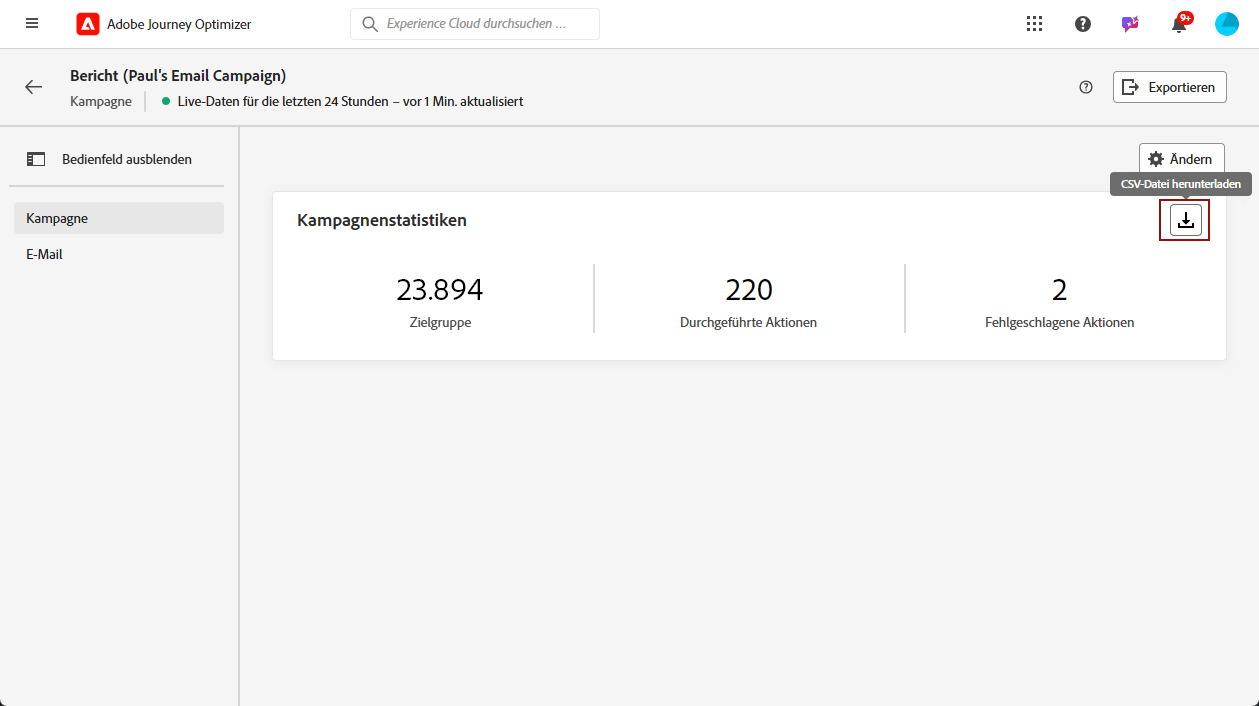 Adobe Journey Optimizer
Experience Cloud durchsuchen ...
9+
Bericht (Paul's Email Campaign)
Kampagne
Live-Daten für die letzten 24 Stunden – vor 1 Min. aktualisiert
Exportieren
Bedienfeld ausblenden
Kampagne
E-Mail
Ändern
CSV-Datei herunterladen
Kampagnenstatistiken
23.894
Zielgruppe
220
Durchgeführte Aktionen
2
Fehlgeschlagene Aktionen